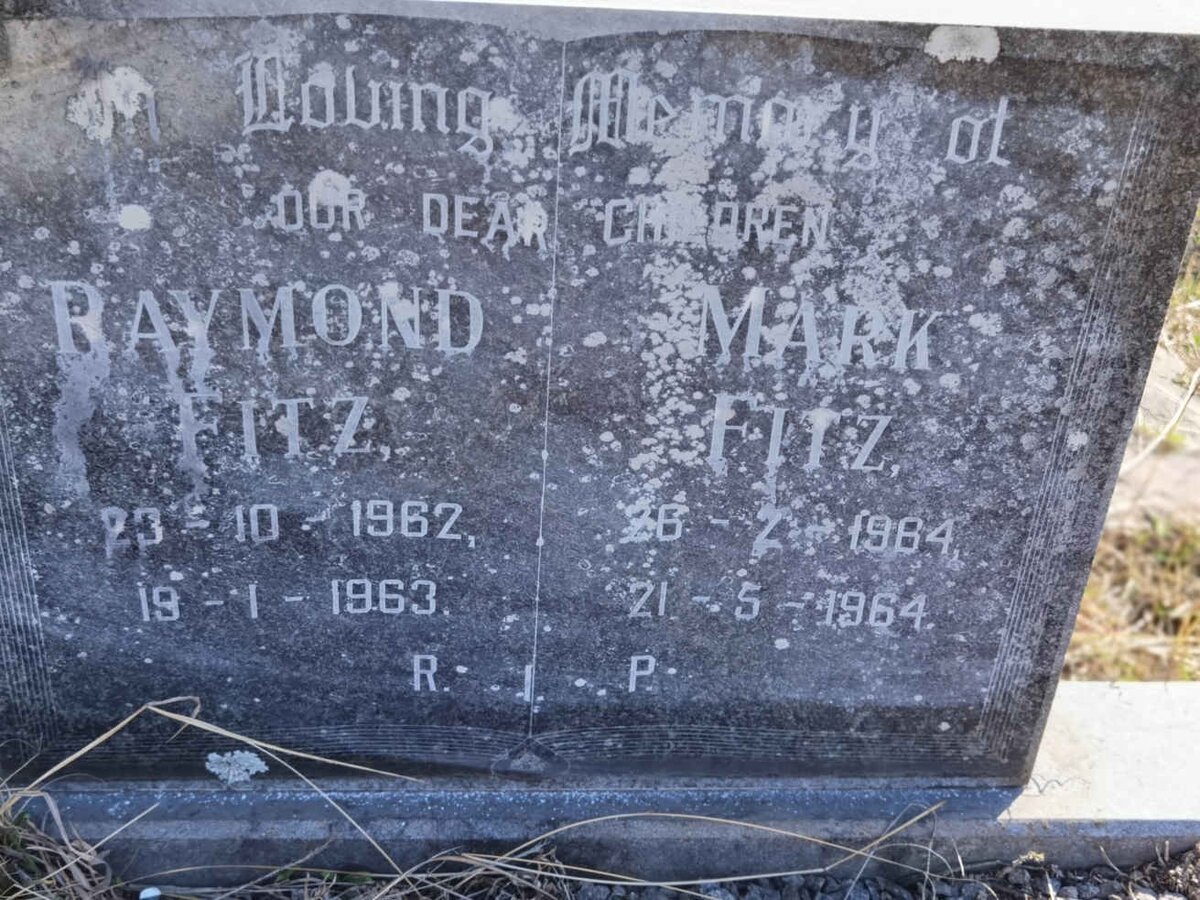 In Loving Memory of
OUR DEAR CHILDREN
RAYMOND
FITZ,
23 - 10 - 1962,
19 - 1 - 1963.
MARK
FITZ,
26 - 2 - 1964,
21 - 5 - 1964.
R. I. P.